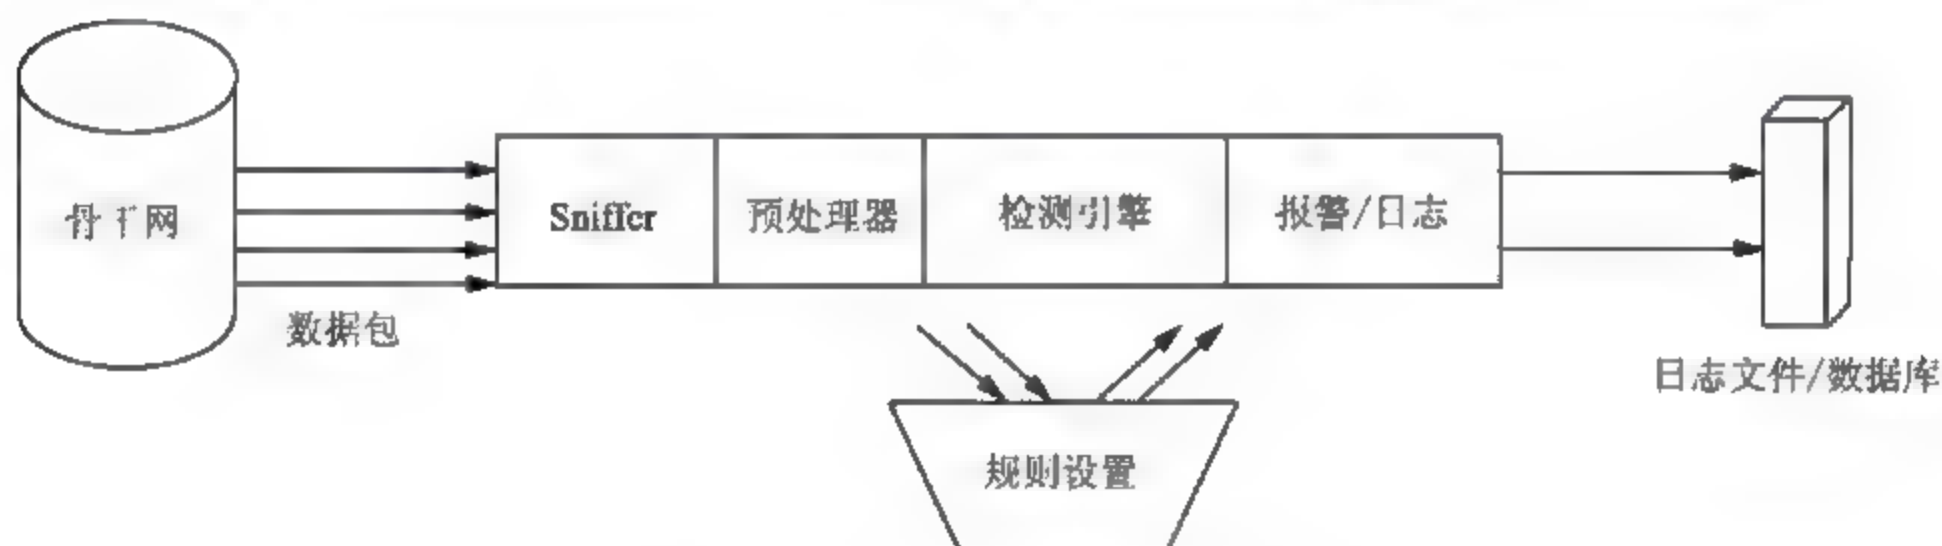 骨干网
Sniffer
预处理器
检测引擎
报警/日志
数据包
日志文件/数据库
规则设置